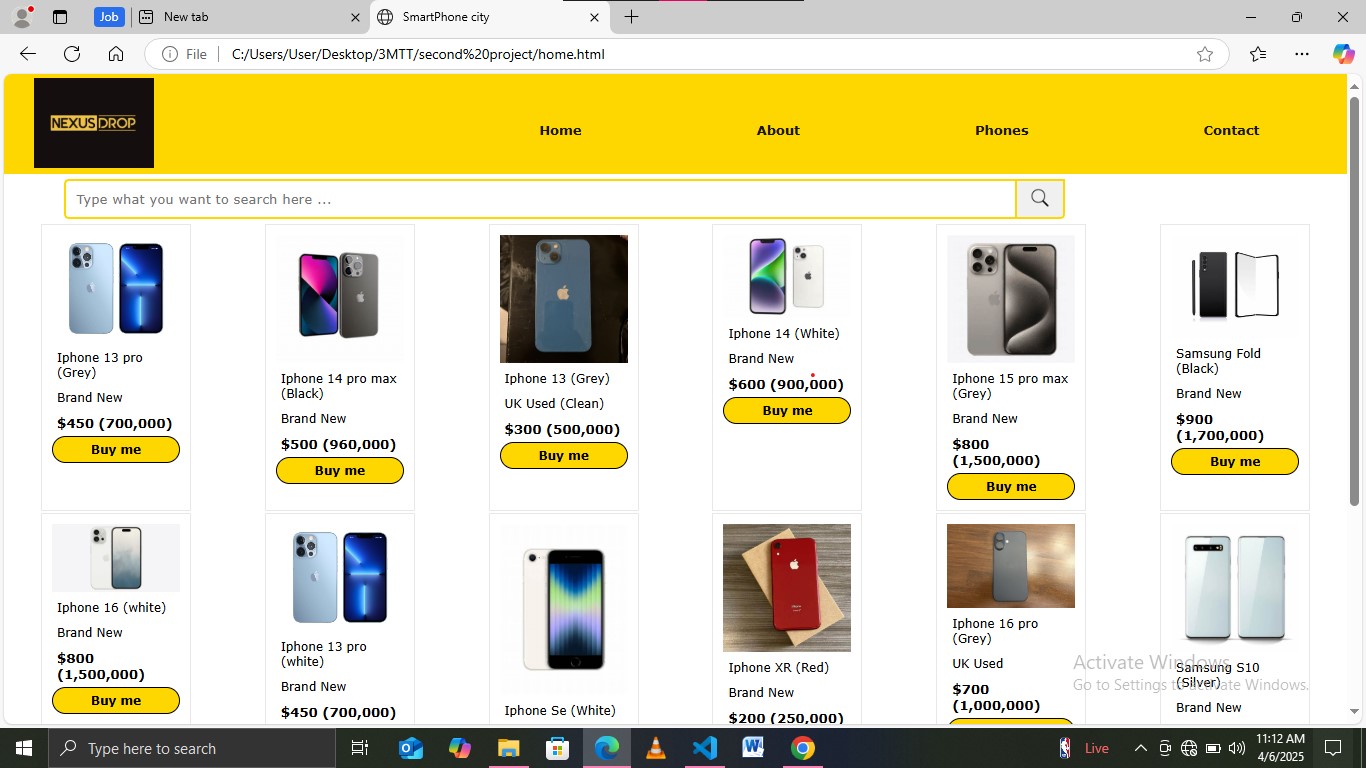 Job
New tab
SmartPhone city
File
C:/Users/User/Desktop/3MTT/second%20project/home.html
NEXUSDROP
Home
About
Phones
Contact
Type what you want to search here ...
Iphone 13 pro
(Grey)
Brand New
$450 (700,000)
Buy me
Iphone 14 pro max
(Black)
Brand New
$500 (960,000)
Buy me
Iphone 13 (Grey)
UK Used (Clean)
$300 (500,000)
Buy me
Iphone 14 (White)
Brand New
$600 (900,000)
Buy me
Iphone 15 pro max
(Grey)
Brand New
$800
(1,500,000)
Buy me
Samsung Fold
(Black)
Brand New
$900
(1,700,000)
Buy me
Iphone 16 (white)
Brand New
$800
(1,500,000)
Buy me
Iphone 13 pro
(white)
Brand New
$450 (700,000)
Iphone Se (White)
Iphone XR (Red)
Brand New
$200 (250,000)
Iphone 16 pro
(Grey)
UK Used
$700
(1,000,000)
Samsung S10
(Silver)
Brand New
Activate Windows
Go to Settings to activate Windows.
Type here to search
Live
11:12 AM
4/6/2025